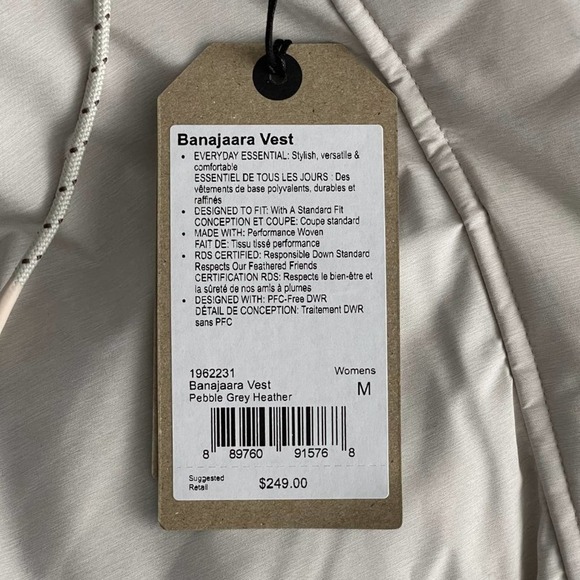 Banajaara Vest
• EVERYDAY ESSENTIAL: Stylish, versatile &
comfortable
ESSENTIEL DE TOUS LES JOURS : Des
vêtements de base polyvalents, durables et
raffinés
• DESIGNED TO FIT: With A Standard Fit
CONCEPTION ET COUPE: Coupe standard
• MADE WITH: Performance Woven
FAIT DE: Tissu tissé performance
• RDS CERTIFIED: Responsible Down Standard
Respects Our Feathered Friends
CERTIFICATION RDS: Respecte le bien-être et
la sûreté de nos amis à plumes
• DESIGNED WITH: PFC-Free DWR
DÉTAIL DE CONCEPTION: Traitement DWR
sans PFC
1962231 Womens
Banajaara Vest M
Pebble Grey Heather
8 89760 91576 8
Suggested
Retail $249.00